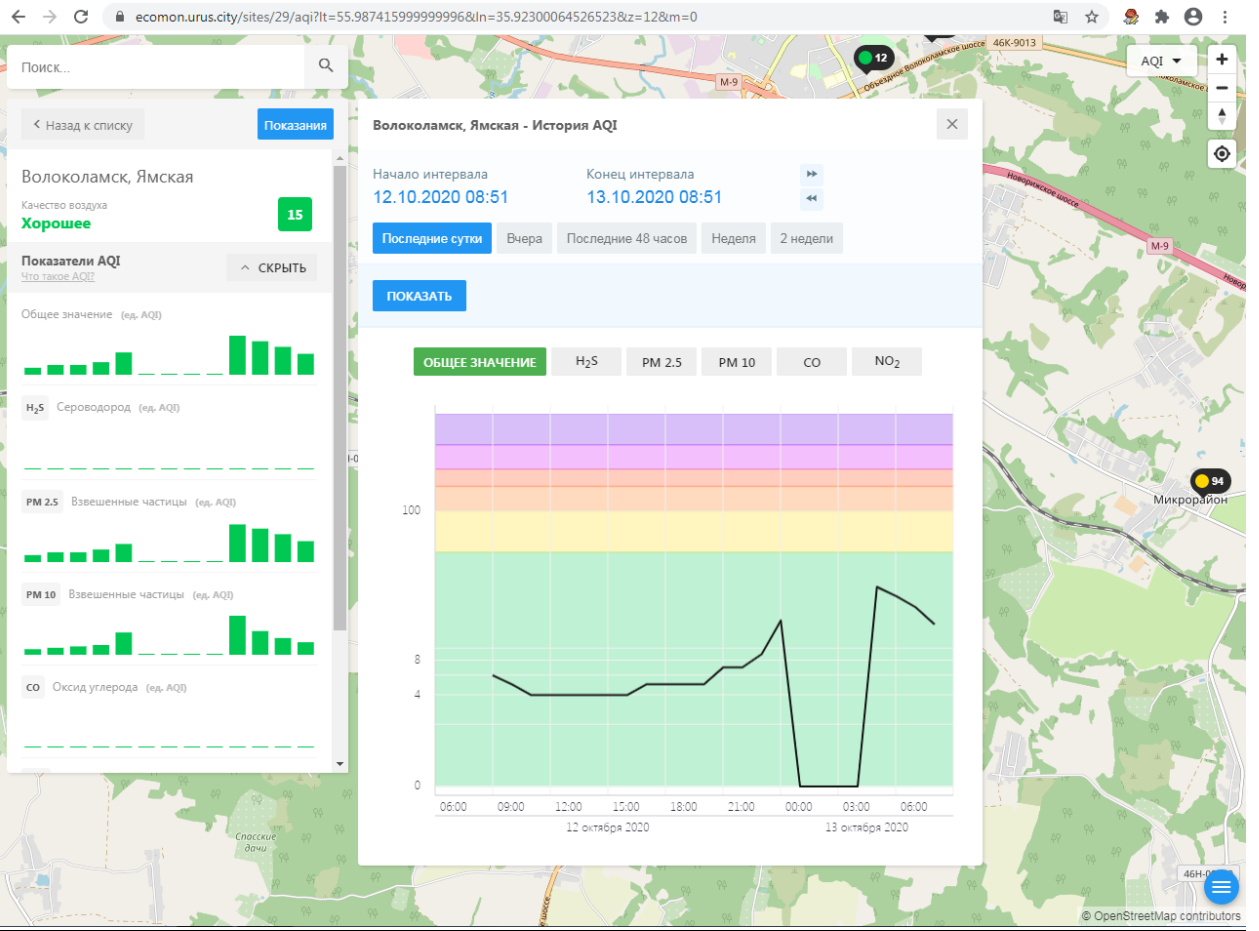 ecomon.urus.city/sites/29/aqi?lt=55.987415999999996&ln=35.92300064526523&z=12&m=0
Поиск...
AQI
Назад к списку
Показания
Волоколамск, Ямская
Качество воздуха
Хорошее
15
Показатели AQI
Что такое AQI?
СКРЫТЬ
Общее значение (ед. AQI)
H₂S Сероводород (ед. AQI)
PM 2.5 Взвешенные частицы (ед. AQI)
PM 10 Взвешенные частицы (ед. AQI)
CO Оксид углерода (ед. AQI)
Волоколамск, Ямская - История AQI
Начало интервала
12.10.2020 08:51
Конец интервала
13.10.2020 08:51
Последние сутки
Вчера
Последние 48 часов
Неделя
2 недели
ПОКАЗАТЬ
ОБЩЕЕ ЗНАЧЕНИЕ
H₂S
PM 2.5
PM 10
CO
NO₂
100
8
4
0
06:00 09:00 12:00 15:00 18:00 21:00 00:00 03:00 06:00
12 октября 2020 13 октября 2020
M-9
12
46К-9013
Объездное Волоколамское шоссе
Новорижское шоссе
M-9
94
Микрорайон
Спасские
дачи
© OpenStreetMap contributors